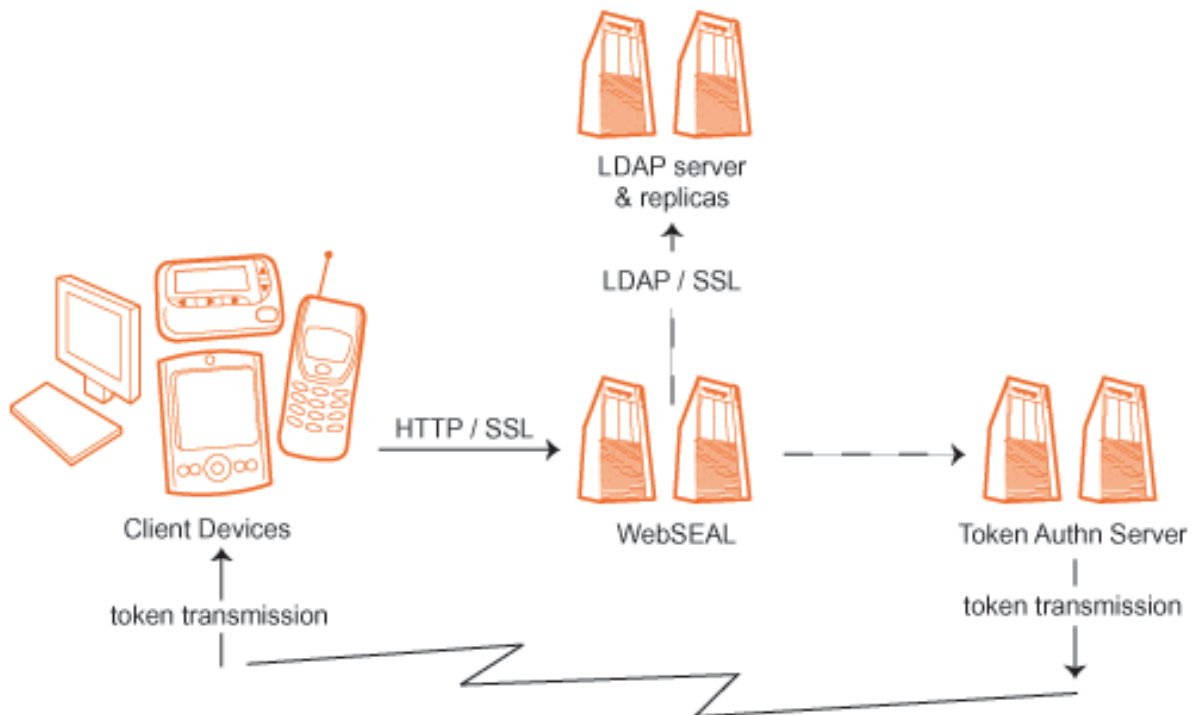 LDAP server
& replicas
LDAP / SSL
HTTP / SSL
Client Devices
WebSEAL
Token Authn Server
token transmission
token transmission